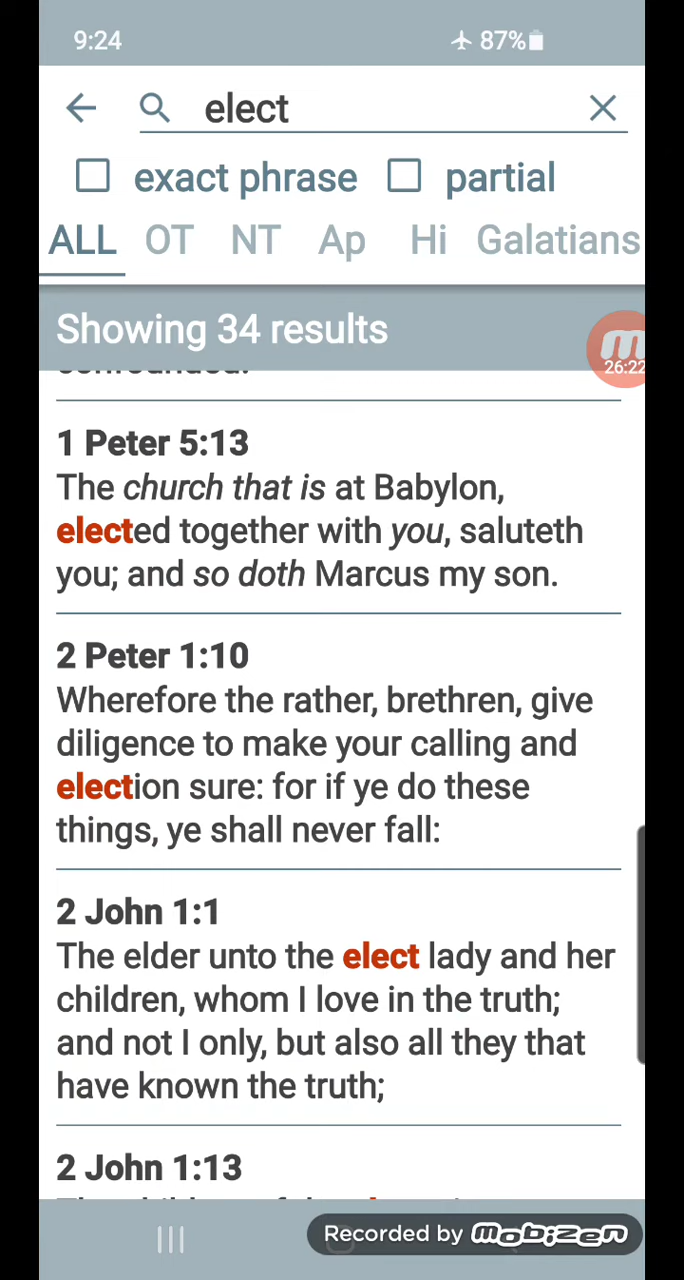 9:24
87%
elect
exact phrase partial
ALL OT NT Ap Hi Galatians
Showing 34 results
26:22
1 Peter 5:13
The church that is at Babylon,
elected together with you, saluteth
you; and so doth Marcus my son.
2 Peter 1:10
Wherefore the rather, brethren, give
diligence to make your calling and
election sure: for if ye do these
things, ye shall never fall:
2 John 1:1
The elder unto the elect lady and her
children, whom I love in the truth;
and not I only, but also all they that
have known the truth;
2 John 1:13
Recorded by Mobizen